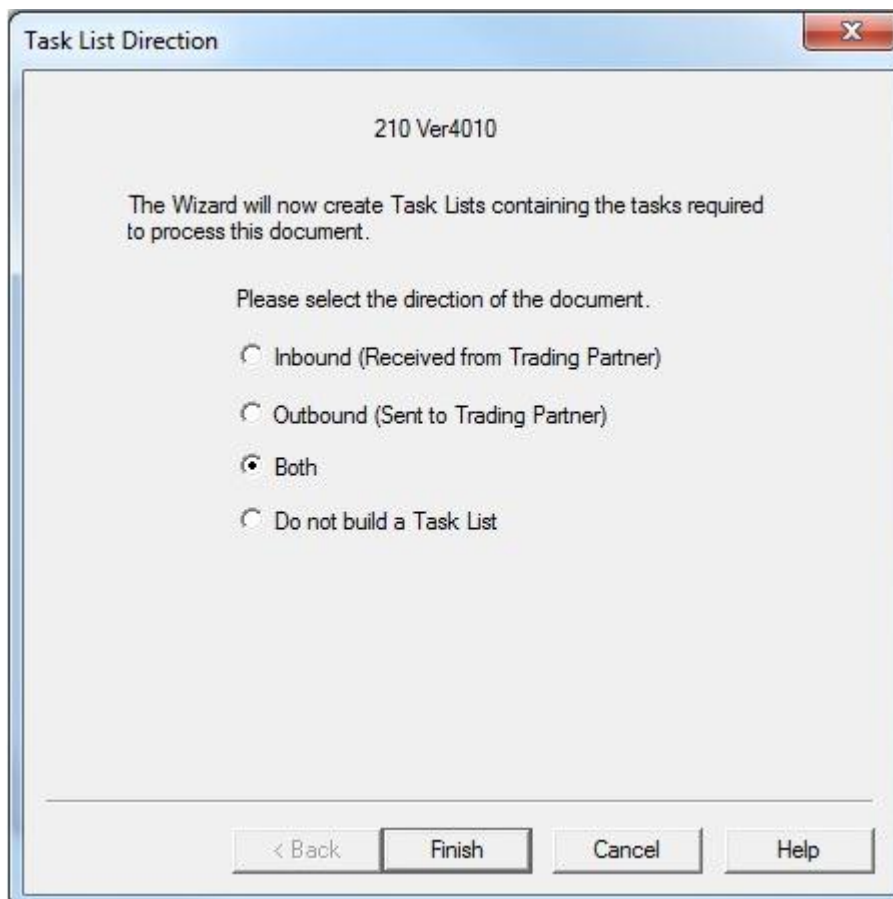 Task List Direction
210 Ver4010
The Wizard will now create Task Lists containing the tasks required
to process this document.
Please select the direction of the document.
Inbound (Received from Trading Partner)
Outbound (Sent to Trading Partner)
Both
Do not build a Task List
< Back Finish Cancel Help